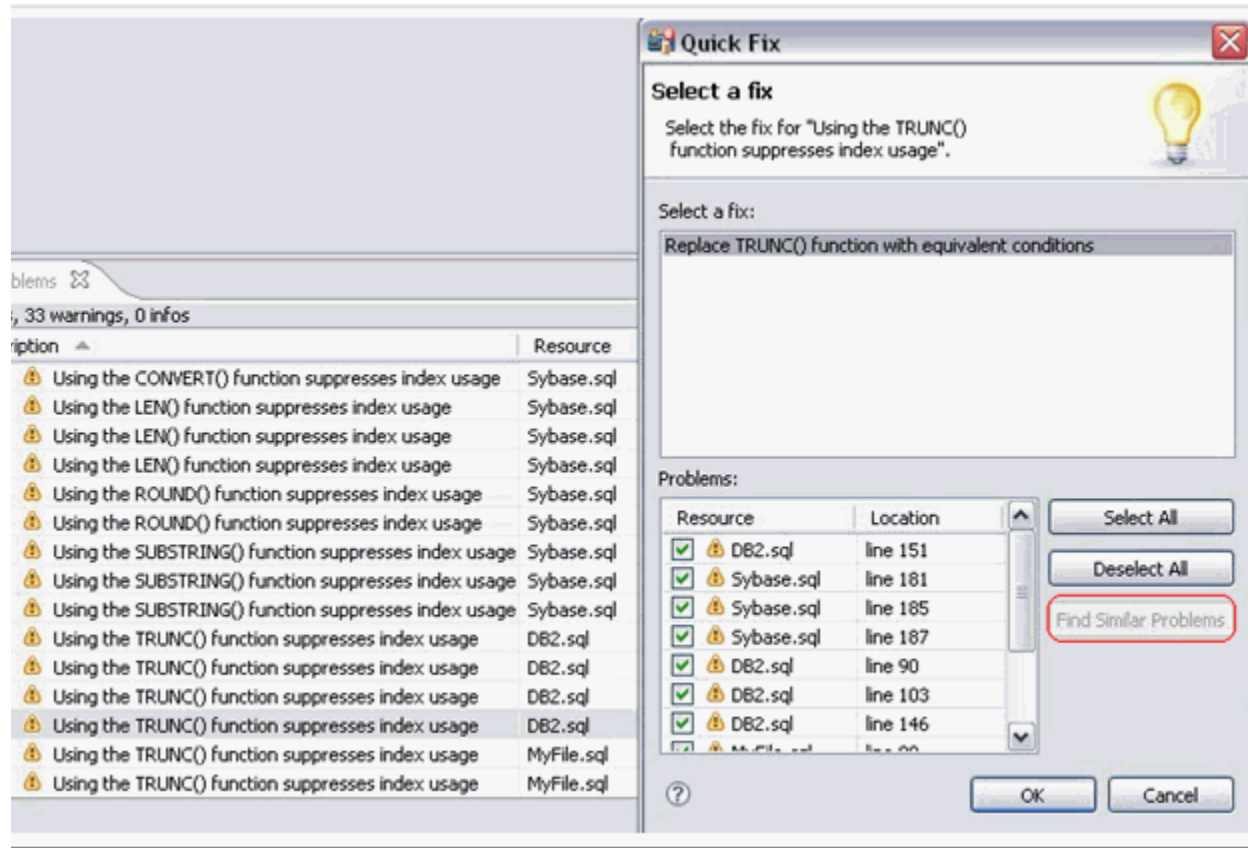 Quick Fix
Select a fix
Select the fix for "Using the TRUNC()
function suppresses index usage".
Select a fix:
Replace TRUNC() function with equivalent conditions
blems
, 33 warnings, 0 infos
iption Resource
Using the CONVERT() function suppresses index usage Sybase.sql
Using the LEN() function suppresses index usage Sybase.sql
Using the LEN() function suppresses index usage Sybase.sql
Using the LEN() function suppresses index usage Sybase.sql
Using the ROUND() function suppresses index usage Sybase.sql
Using the ROUND() function suppresses index usage Sybase.sql
Using the SUBSTRING() function suppresses index usage Sybase.sql
Using the SUBSTRING() function suppresses index usage Sybase.sql
Using the SUBSTRING() function suppresses index usage Sybase.sql
Using the TRUNC() function suppresses index usage DB2.sql
Using the TRUNC() function suppresses index usage DB2.sql
Using the TRUNC() function suppresses index usage DB2.sql
Using the TRUNC() function suppresses index usage DB2.sql
Using the TRUNC() function suppresses index usage MyFile.sql
Using the TRUNC() function suppresses index usage MyFile.sql
Problems:
Resource Location
DB2.sql line 151
Sybase.sql line 181
Sybase.sql line 185
Sybase.sql line 187
DB2.sql line 90
DB2.sql line 103
DB2.sql line 146
Select All
Deselect All
Find Similar Problems
OK
Cancel